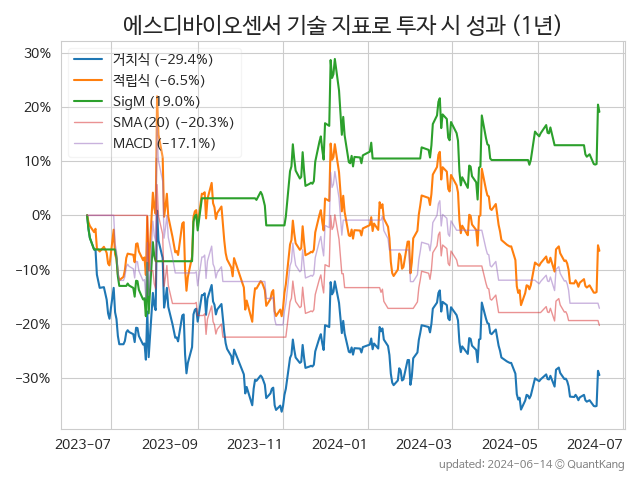 에스디바이오센서 기술 지표로 투자 시 성과 (1년)
거치식 (−29.4%)
적립식 (−6.5%)
SigM (19.0%)
SMA(20) (−20.3%)
MACD (−17.1%)
30%
20%
10%
0%
−10%
−20%
−30%
2023-07
2023-09
2023-11
2024-01
2024-03
2024-05
2024-07
updated: 2024-06-14 © QuantKang